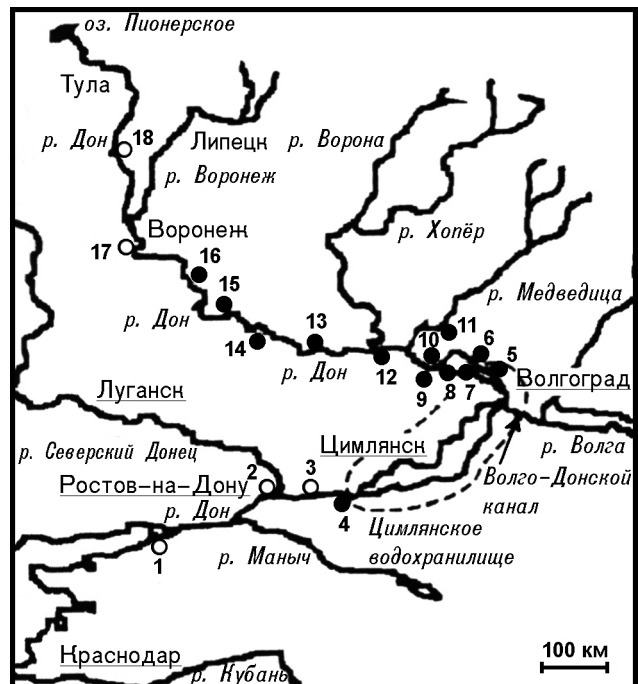 оз. Пионерское
Тула
р. Дон
18
Липецк
р. Ворона
р. Воронеж
р. Хопёр
Воронеж
17
16
р. Медведица
15
р. Дон
14
13
11
10
6
5
12
р. Дон
9
8
7
Волгоград
Луганск
Цимлянск
р. Волга
р. Северский Донец
Волго-Донской
канал
2
3
Ростов-на-Дону
4
р. Дон
Цимлянское
водохранилище
р. Маныч
1
Краснодар
р. Кубань
100 км